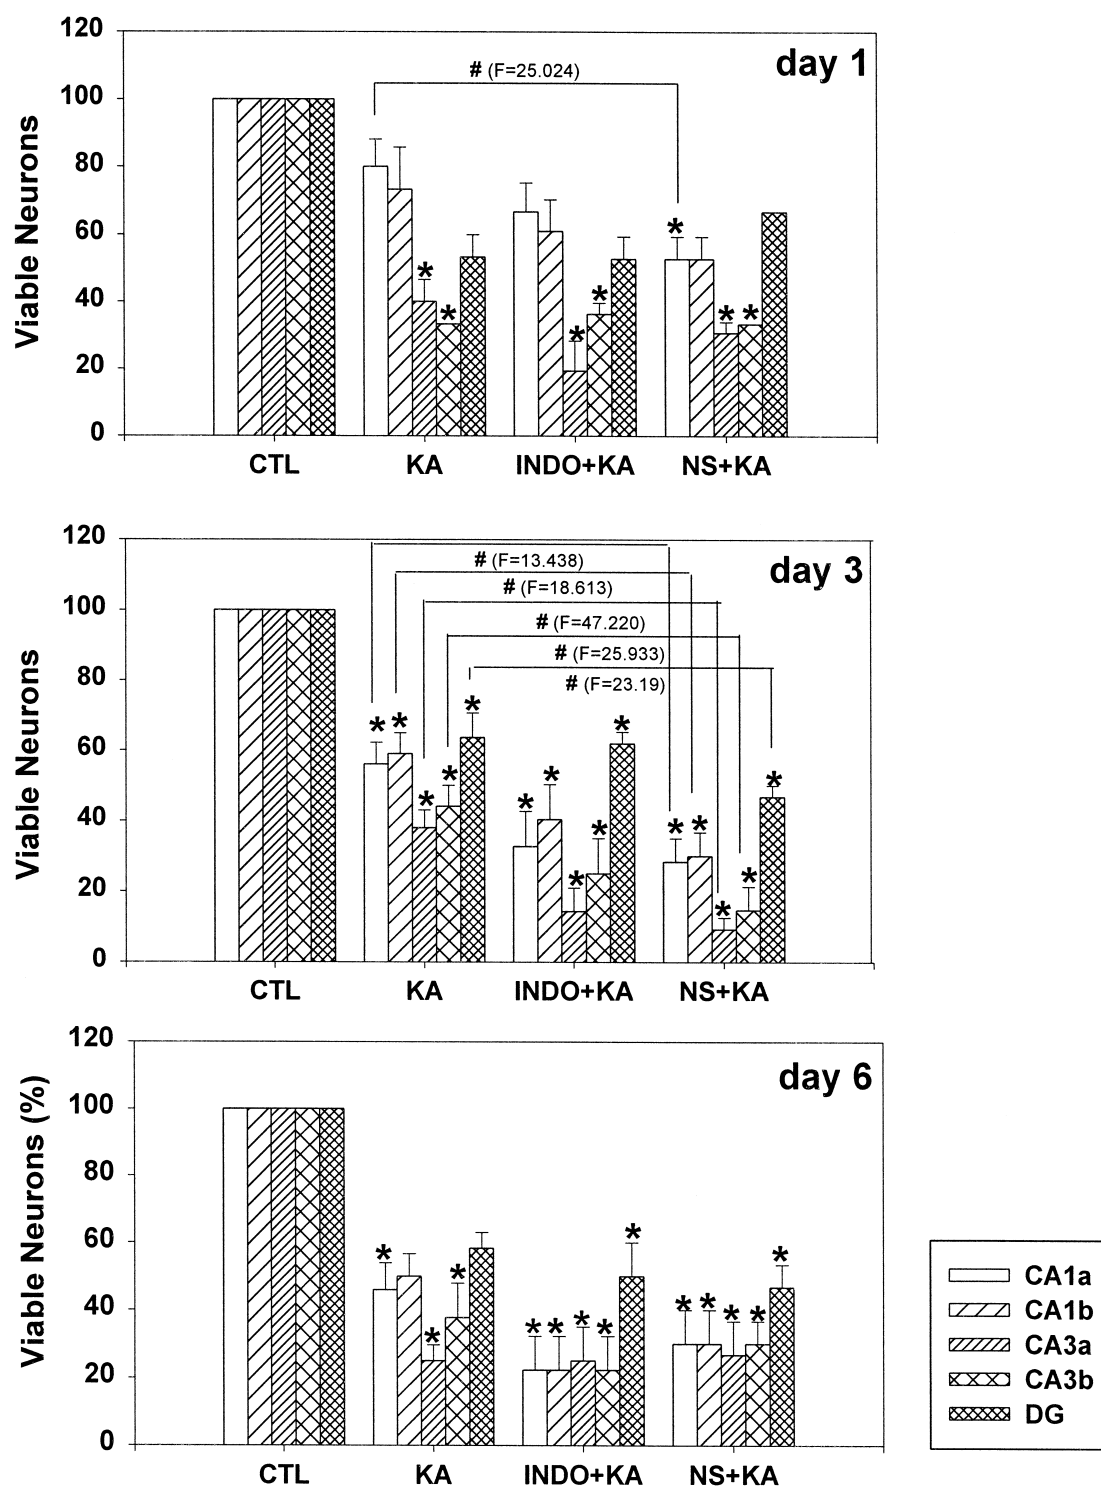 day 1
# (F=25.024)
Viable Neurons
120
100
80
60
40
20
0
* * * * * * *
CTL KA INDO+KA NS+KA
day 3
# (F=13.438)
# (F=18.613)
# (F=47.220)
# (F=25.933)
# (F=23.19)
Viable Neurons
120
100
80
60
40
20
0
* * * * * * * * * * * * * * *
CTL KA INDO+KA NS+KA
day 6
Viable Neurons (%)
120
100
80
60
40
20
0
* * * * * * * * * * * * *
CTL KA INDO+KA NS+KA
CA1a
CA1b
CA3a
CA3b
DG